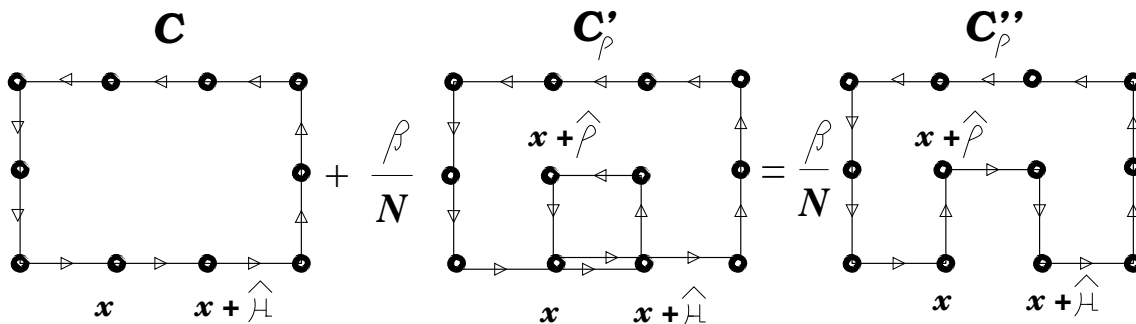 C C'ρ C''ρ
x + ρ̂ x + ρ̂
+ β/N = β/N
x x + μ̂ x x + μ̂ x x + μ̂